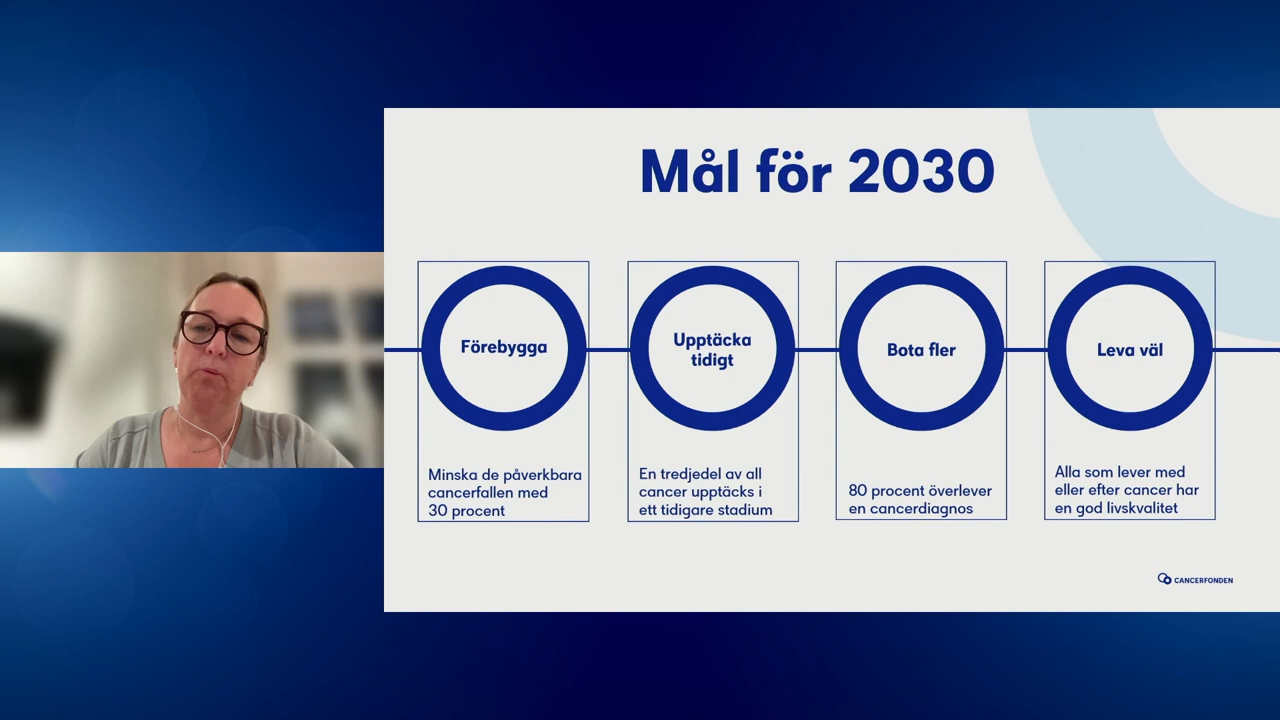 Mål för 2030
Förebygga
Upptäcka
tidigt
Bota fler
Leva väl
Minska de påverkbara
cancerfallen med
30 procent
En tredjedel av all
cancer upptäcks i
ett tidigare stadium
80 procent överlever
en cancerdiagnos
Alla som lever med
eller efter cancer har
en god livskvalitet
CANCERFONDEN